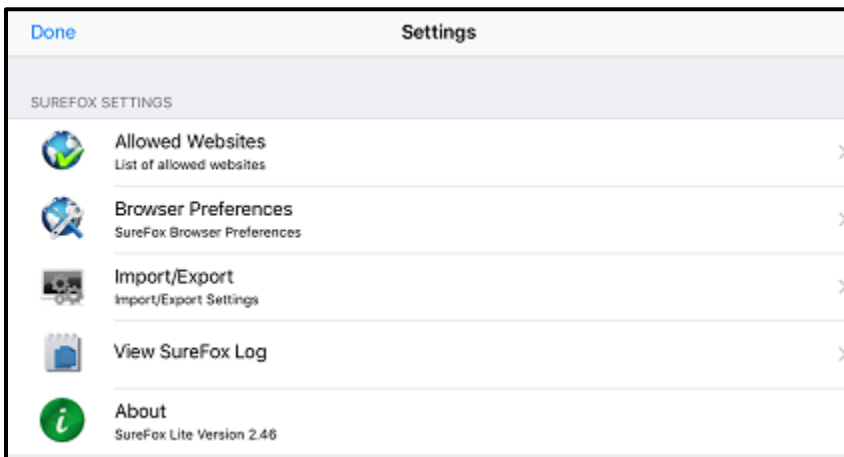 Done
Settings
SUREFOX SETTINGS
Allowed Websites
List of allowed websites
Browser Preferences
SureFox Browser Preferences
Import/Export
Import/Export Settings
View SureFox Log
About
SureFox Lite Version 2.46